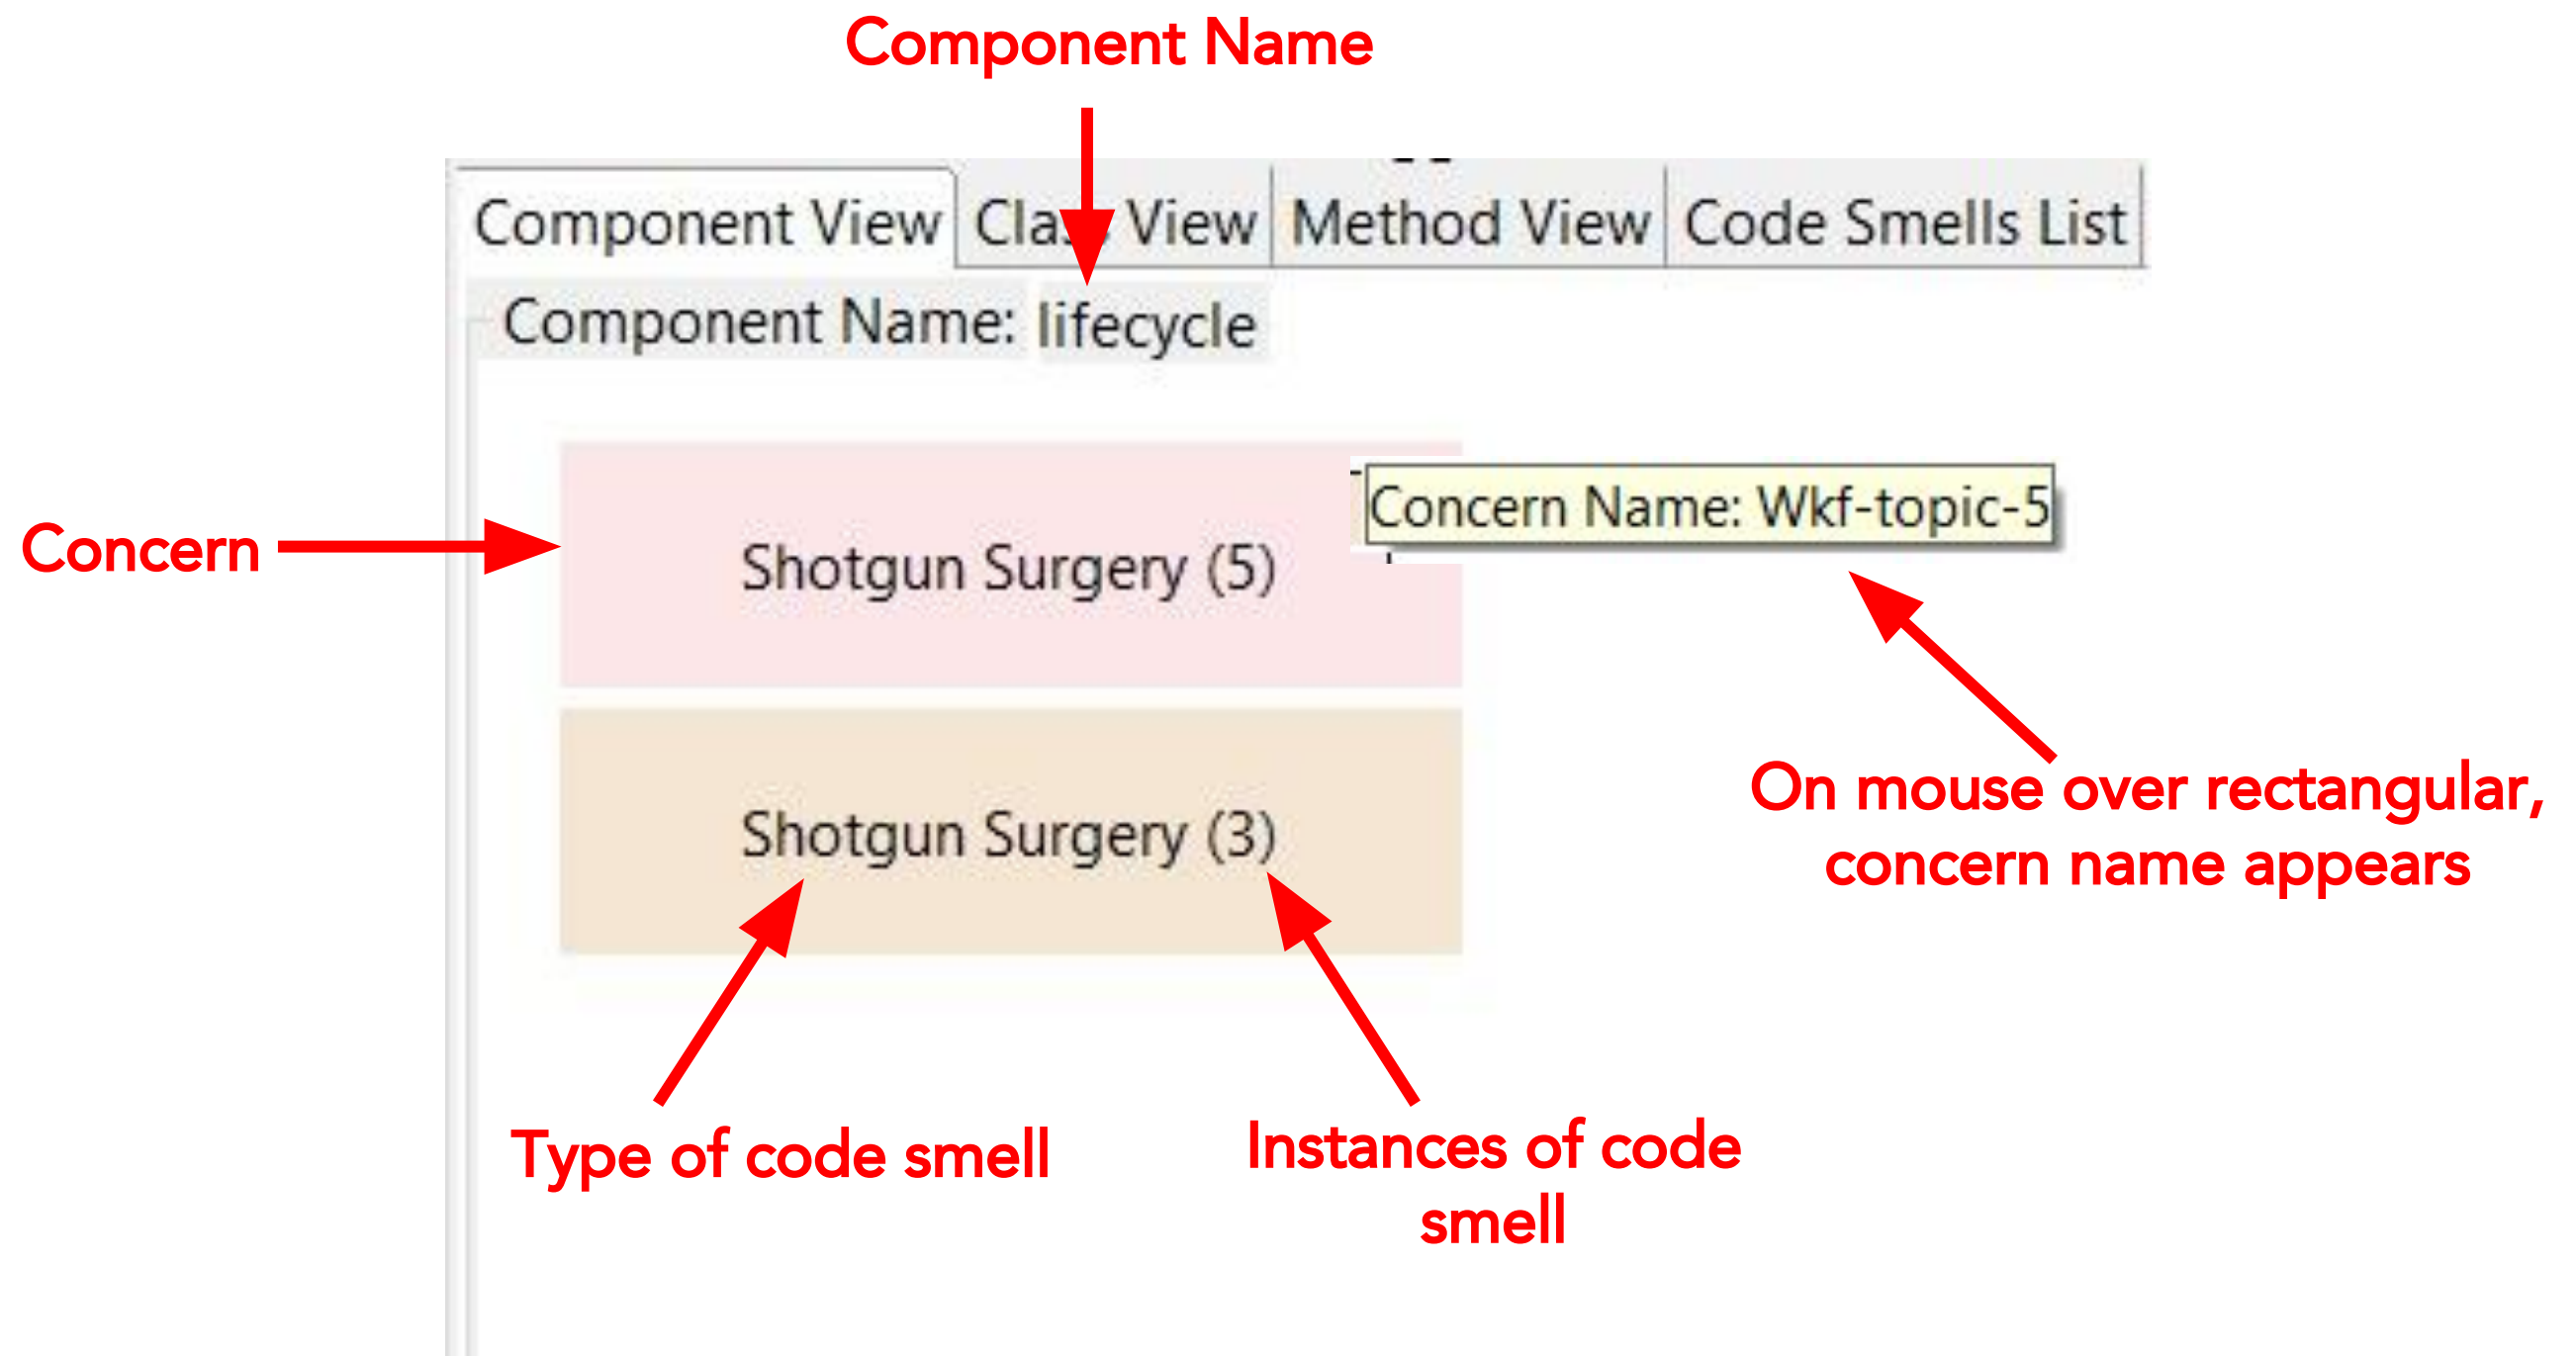 Component Name
Component View Class View Method View Code Smells List
Component Name: lifecycle
Concern Name: Wkf-topic-5
Concern
Shotgun Surgery (5)
On mouse over rectangular,
concern name appears
Shotgun Surgery (3)
Type of code smell
Instances of code
smell